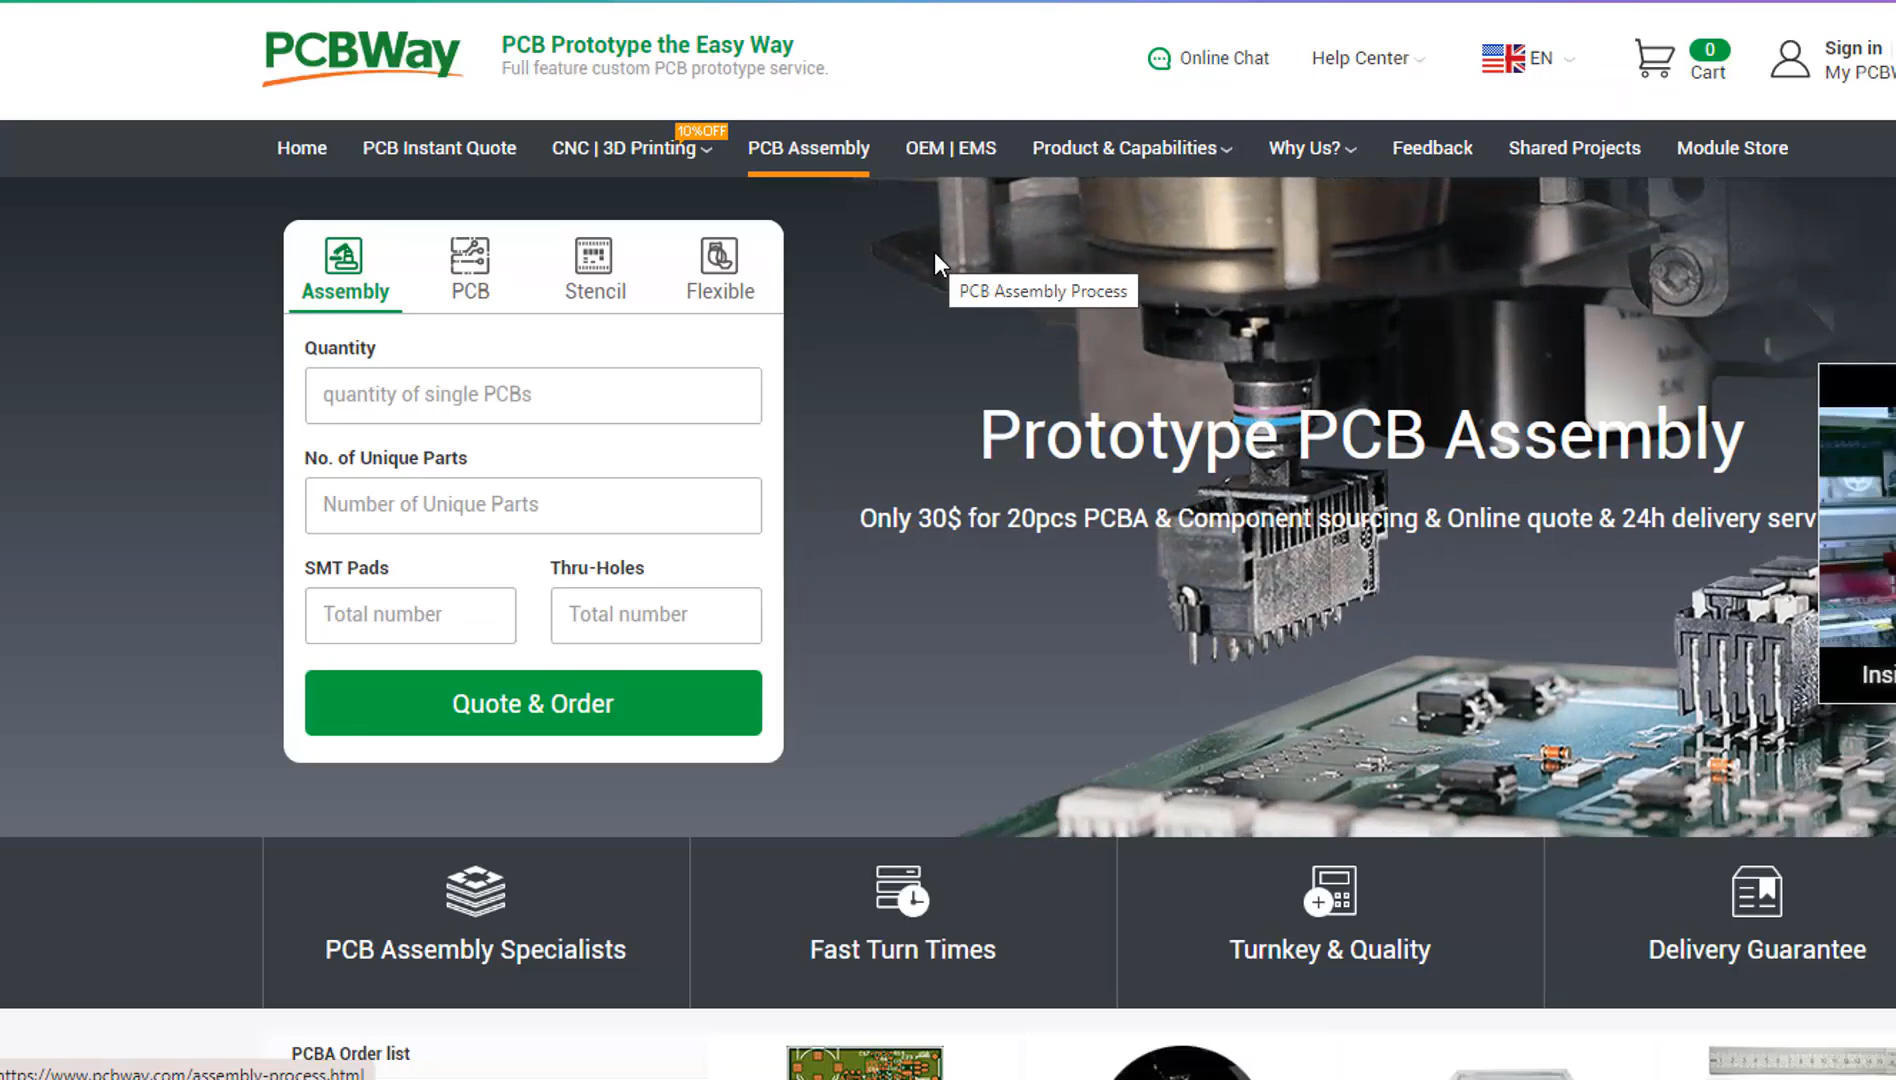 PCBWay
PCB Prototype the Easy Way
Full feature custom PCB prototype service.
Online Chat
Help Center
EN
0
Cart
Sign in
My PCBW
Home
PCB Instant Quote
CNC | 3D Printing
10%OFF
PCB Assembly
OEM | EMS
Product & Capabilities
Why Us?
Feedback
Shared Projects
Module Store
Assembly
PCB
Stencil
Flexible
Quantity
quantity of single PCBs
No. of Unique Parts
Number of Unique Parts
SMT Pads
Thru-Holes
Total number
Total number
Quote & Order
PCB Assembly Process
Prototype PCB Assembly
Only 30$ for 20pcs PCBA & Component sourcing & Online quote & 24h delivery serv
Insi
PCB Assembly Specialists
Fast Turn Times
Turnkey & Quality
Delivery Guarantee
PCBA Order list
https://www.pcbway.com/assembly-process.html